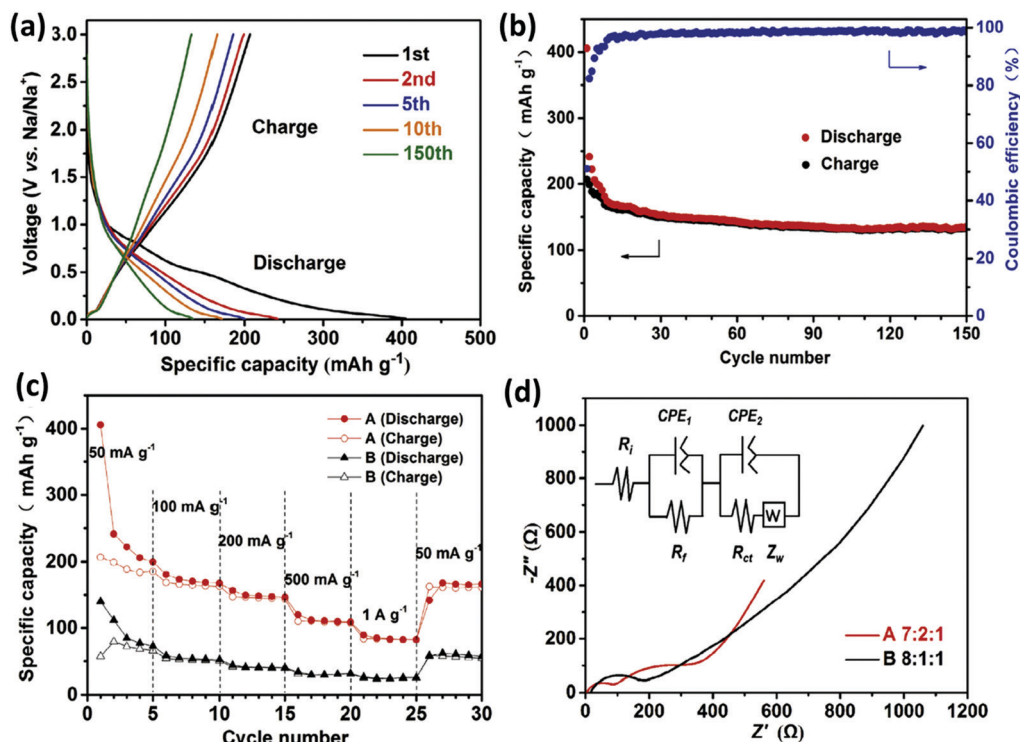 (a)
3.0
2.5
2.0
1.5
1.0
0.5
0.0
Voltage (V vs. Na/Na⁺)
1st
2nd
5th
10th
150th
Charge
Discharge
0 100 200 300 400 500
Specific capacity (mAh g⁻¹)
(b)
400
300
200
100
0
Specific capacity ( mAh g⁻¹)
Discharge
Charge
100
80
60
40
20
0
Coulombic efficiency (%)
0 30 60 90 120 150
Cycle number
(c)
400
300
200
100
0
Specific capacity ( mAh g⁻¹)
A (Discharge)
A (Charge)
B (Discharge)
B (Charge)
50 mA g⁻¹
100 mA g⁻¹
200 mA g⁻¹
500 mA g⁻¹
1 A g⁻¹
50 mA g⁻¹
0 5 10 15 20 25 30
Cycle number
(d)
1000
800
600
400
200
0
-Z″ (Ω)
CPE₁ CPE₂
Rᵢ
R_f R_ct Z_w
W
A 7:2:1
B 8:1:1
0 200 400 600 800 1000 1200
Z′ (Ω)